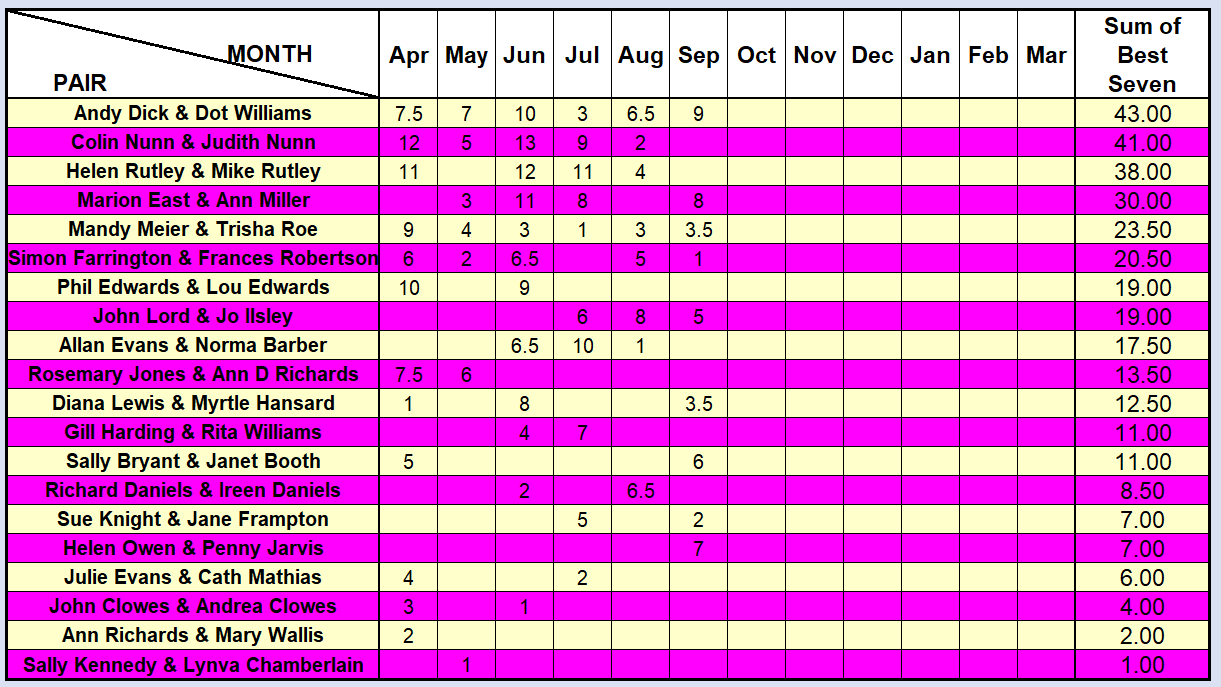 MONTH
PAIR
Apr May Jun Jul Aug Sep Oct Nov Dec Jan Feb Mar Sum of Best Seven
Andy Dick & Dot Williams 7.5 7 10 3 6.5 9 43.00
Colin Nunn & Judith Nunn 12 5 13 9 2 41.00
Helen Rutley & Mike Rutley 11 12 11 4 38.00
Marion East & Ann Miller 3 11 8 8 30.00
Mandy Meier & Trisha Roe 9 4 3 1 3 3.5 23.50
Simon Farrington & Frances Robertson 6 2 6.5 5 1 20.50
Phil Edwards & Lou Edwards 10 9 19.00
John Lord & Jo Ilsley 6 8 5 19.00
Allan Evans & Norma Barber 6.5 10 1 17.50
Rosemary Jones & Ann D Richards 7.5 6 13.50
Diana Lewis & Myrtle Hansard 1 8 3.5 12.50
Gill Harding & Rita Williams 4 7 11.00
Sally Bryant & Janet Booth 5 6 11.00
Richard Daniels & Ireen Daniels 2 6.5 8.50
Sue Knight & Jane Frampton 5 2 7.00
Helen Owen & Penny Jarvis 7 7.00
Julie Evans & Cath Mathias 4 2 6.00
John Clowes & Andrea Clowes 3 1 4.00
Ann Richards & Mary Wallis 2 2.00
Sally Kennedy & Lynva Chamberlain 1 1.00